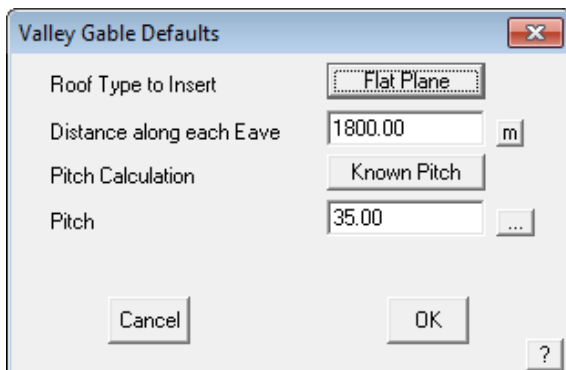 Valley Gable Defaults
Roof Type to Insert Flat Plane
Distance along each Eave 1800.00 m
Pitch Calculation Known Pitch
Pitch 35.00 ...
Cancel OK
?